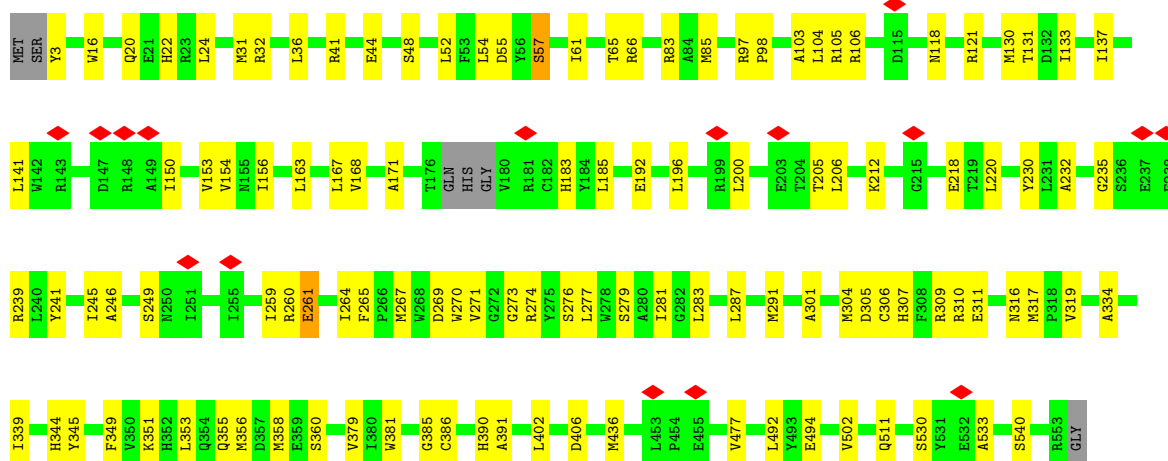 MET SER Y3 W16 Q20 E21 H22 R23 L24 M31 R32 L36 R41 E44 S48 L52 F53 L54 D55 Y56 S57 I61 T65 R66 R83 A84 M85 R97 P98 A103 L104 R105 R106 D115 N118 R121 M130 T131 D132 I133 I137
L141 W142 R143 D147 R148 A149 I150 V153 V154 N155 I156 L163 L167 V168 A171 T176 GLN HIS GLY V180 R181 C182 H183 Y184 L185 E192 L196 R199 L200 E203 T204 T205 L206 K212 G215 E218 T219 L220 Y230 L231 A232 G235 S236 E237
R239 L240 Y241 I245 A246 S249 N250 I251 I255 I259 R260 E261 I264 F265 P266 M267 W268 D269 W270 V271 G272 G273 R274 Y275 S276 L277 W278 S279 A280 I281 G282 L283 L287 M291 A301 M304 D305 C306 H307 F308 R309 R310 E311 N316 M317 P318 V319 A334
I339 H344 Y345 F349 V350 K351 H352 L353 Q354 Q355 M356 D357 M358 E359 S360 V379 I380 W381 G385 C386 H390 A391 L402 D406 M436 L453 P454 E455 V477 L492 Y493 E494 V502 Q511 S530 Y531 E532 A533 S540 R553 GLY